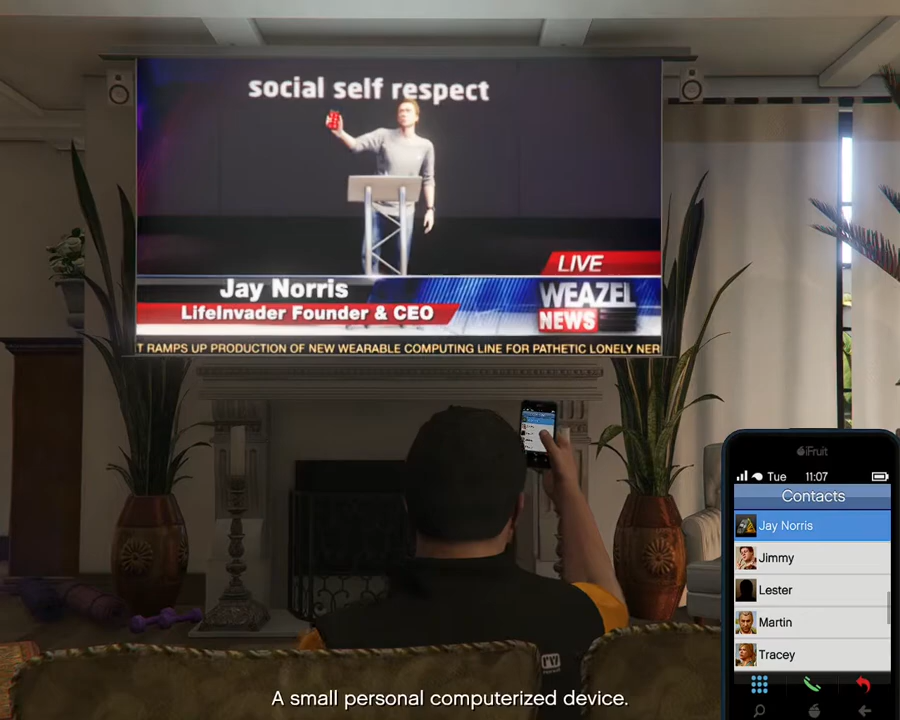 social self respect
LIVE
Jay Norris
LifeInvader Founder & CEO
WEAZEL
NEWS
T RAMPS UP PRODUCTION OF NEW WEARABLE COMPUTING LINE FOR PATHETIC LONELY NER
iFruit
Tue 11:07
Contacts
Jay Norris
Jimmy
Lester
Martin
Tracey
A small personal computerized device.